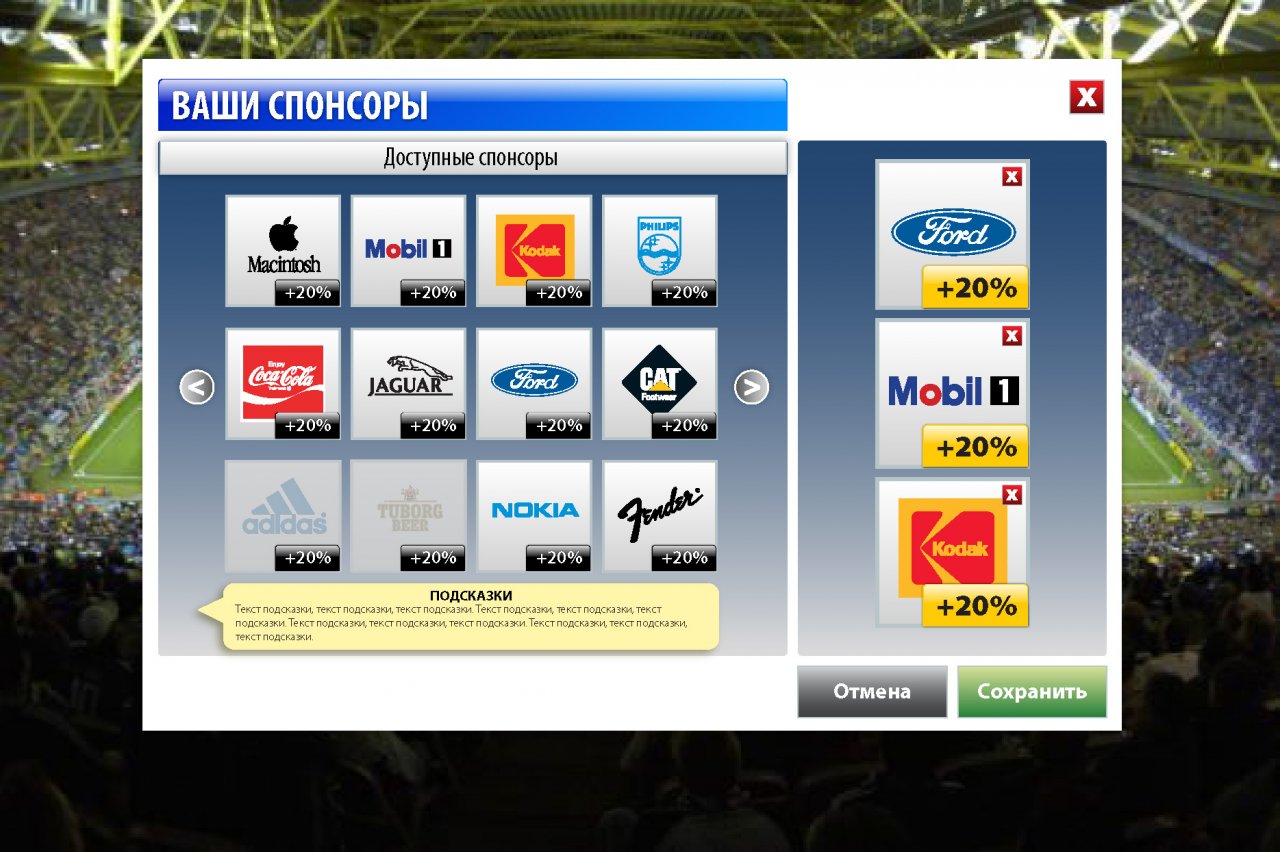 ВАШИ СПОНСОРЫ
X
Доступные спонсоры
Macintosh
+20%
Mobil 1
+20%
Kodak
+20%
PHILIPS
+20%
Enjoy
Coca-Cola
+20%
JAGUAR
+20%
Ford
+20%
CAT
Footwear
+20%
adidas
+20%
TUBORG
BEER
+20%
NOKIA
+20%
Fender
+20%
<
>
ПОДСКАЗКИ
Текст подсказки, текст подсказки, текст подсказки. Текст подсказки, текст подсказки, текст
подсказки. Текст подсказки, текст подсказки, текст подсказки. Текст подсказки, текст подсказки,
текст подсказки.
X
Ford
+20%
X
Mobil 1
+20%
X
Kodak
+20%
Отмена
Сохранить